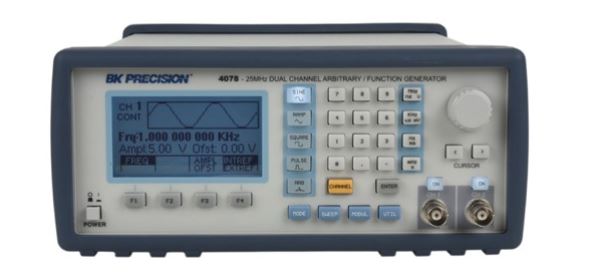 BK PRECISION 4078 - 25MHz DUAL CHANNEL ARBITRARY / FUNCTION GENERATOR
CH 1
CONT
Frq:1.000 000 000 KHz
Ampl:5.00 V Ofst: 0.00 V
FREQ AMPL INTREF
OFST EXTREF
F1 F2 F3 F4
POWER
SINE
RAMP
SQUARE
PULSE
ARB
7 8 9
4 5 6
1 2 3
0 . -
CHANNEL
ENTER
MODE SWEEP MODUL UTIL
CURSOR
ON ON